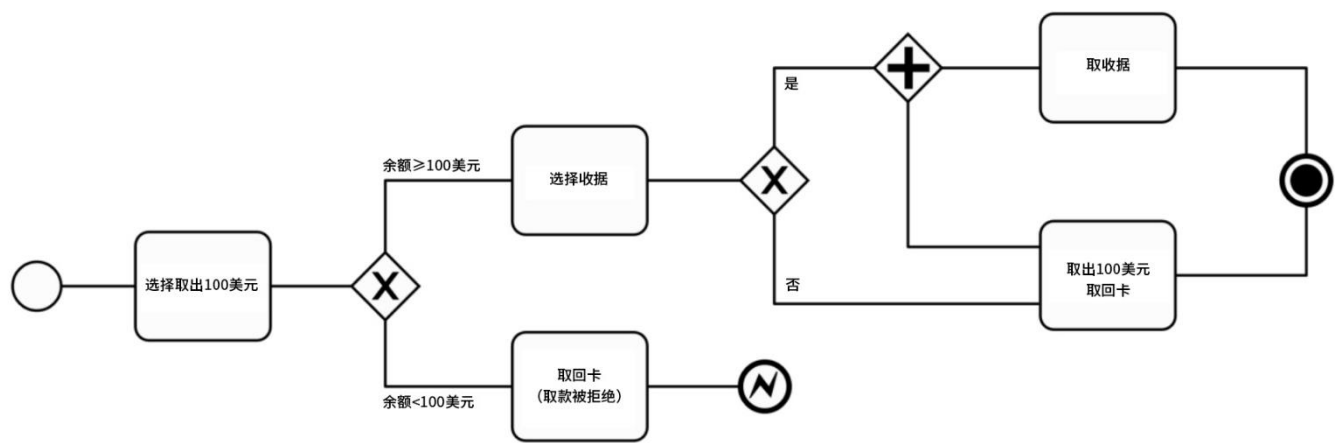 选择取出100美元
余额≥100美元
余额<100美元
选择收据
取回卡
（取款被拒绝）
是
否
取收据
取出100美元
取回卡